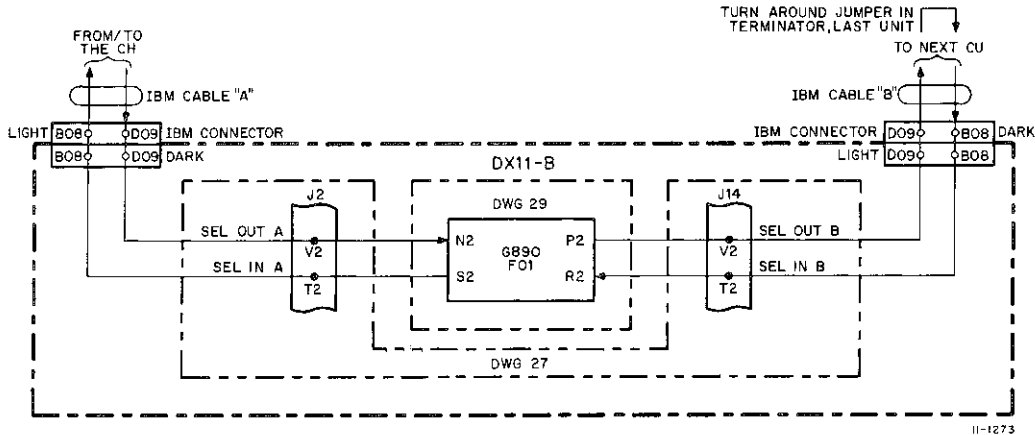 TURN AROUND JUMPER IN
TERMINATOR, LAST UNIT
FROM/TO
THE CH
TO NEXT CU
IBM CABLE "A"
IBM CABLE "B"
LIGHT B08 D09 IBM CONNECTOR
B08 D09 DARK
IBM CONNECTOR D09 B08 DARK
LIGHT D09 B08
DX11-B
J2
DWG 29
J14
SEL OUT A
V2
N2
G890
F01
P2
V2
SEL OUT B
SEL IN A
T2
S2
R2
T2
SEL IN B
DWG 27
11-1273